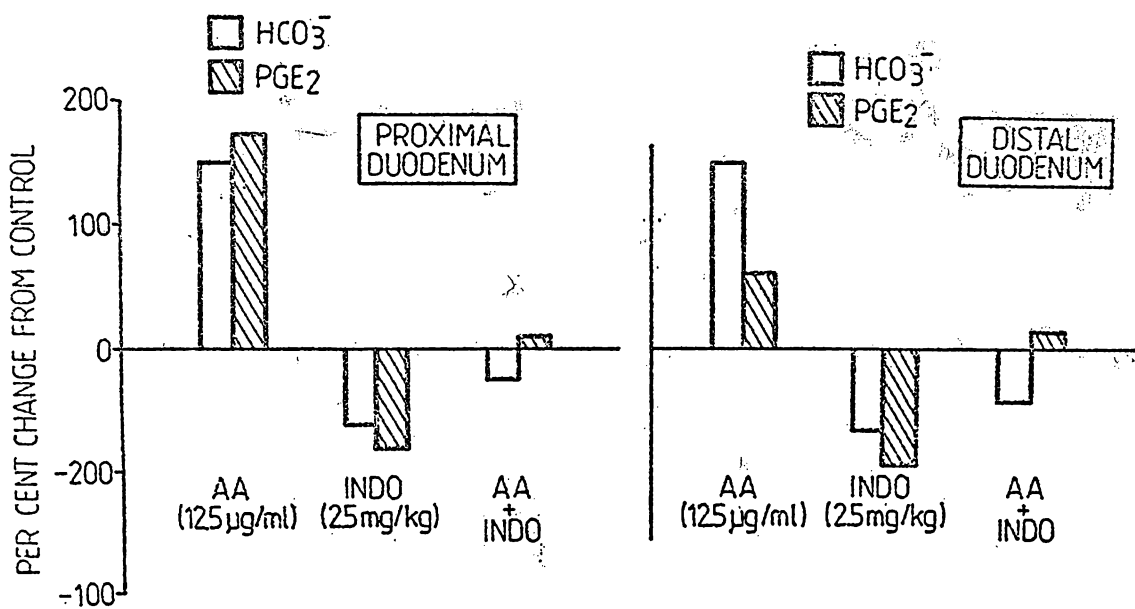 HCO3⁻
PGE2
PROXIMAL
DUODENUM
PER CENT CHANGE FROM CONTROL
200
100
0
-200
-100
AA
(125µg/ml)
INDO
(25mg/kg)
AA
+
INDO
HCO3⁻
PGE2
DISTAL
DUODENUM
AA
(125µg/ml)
INDO
(25mg/kg)
AA
+
INDO